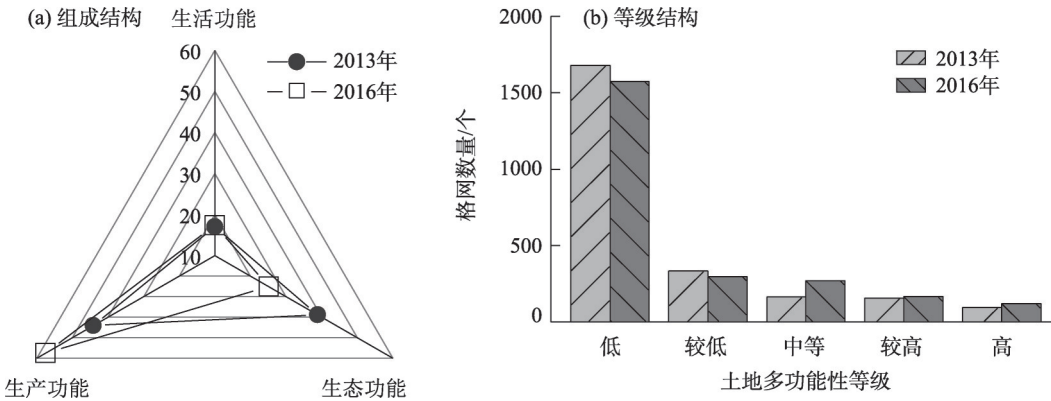 (a) 组成结构
生活功能
60
50
40
30
20
10
2013年
2016年
生产功能
生态功能
(b) 等级结构
2013年
2016年
格网数量/个
2000
1500
1000
500
0
低 较低 中等 较高 高
土地多功能性等级